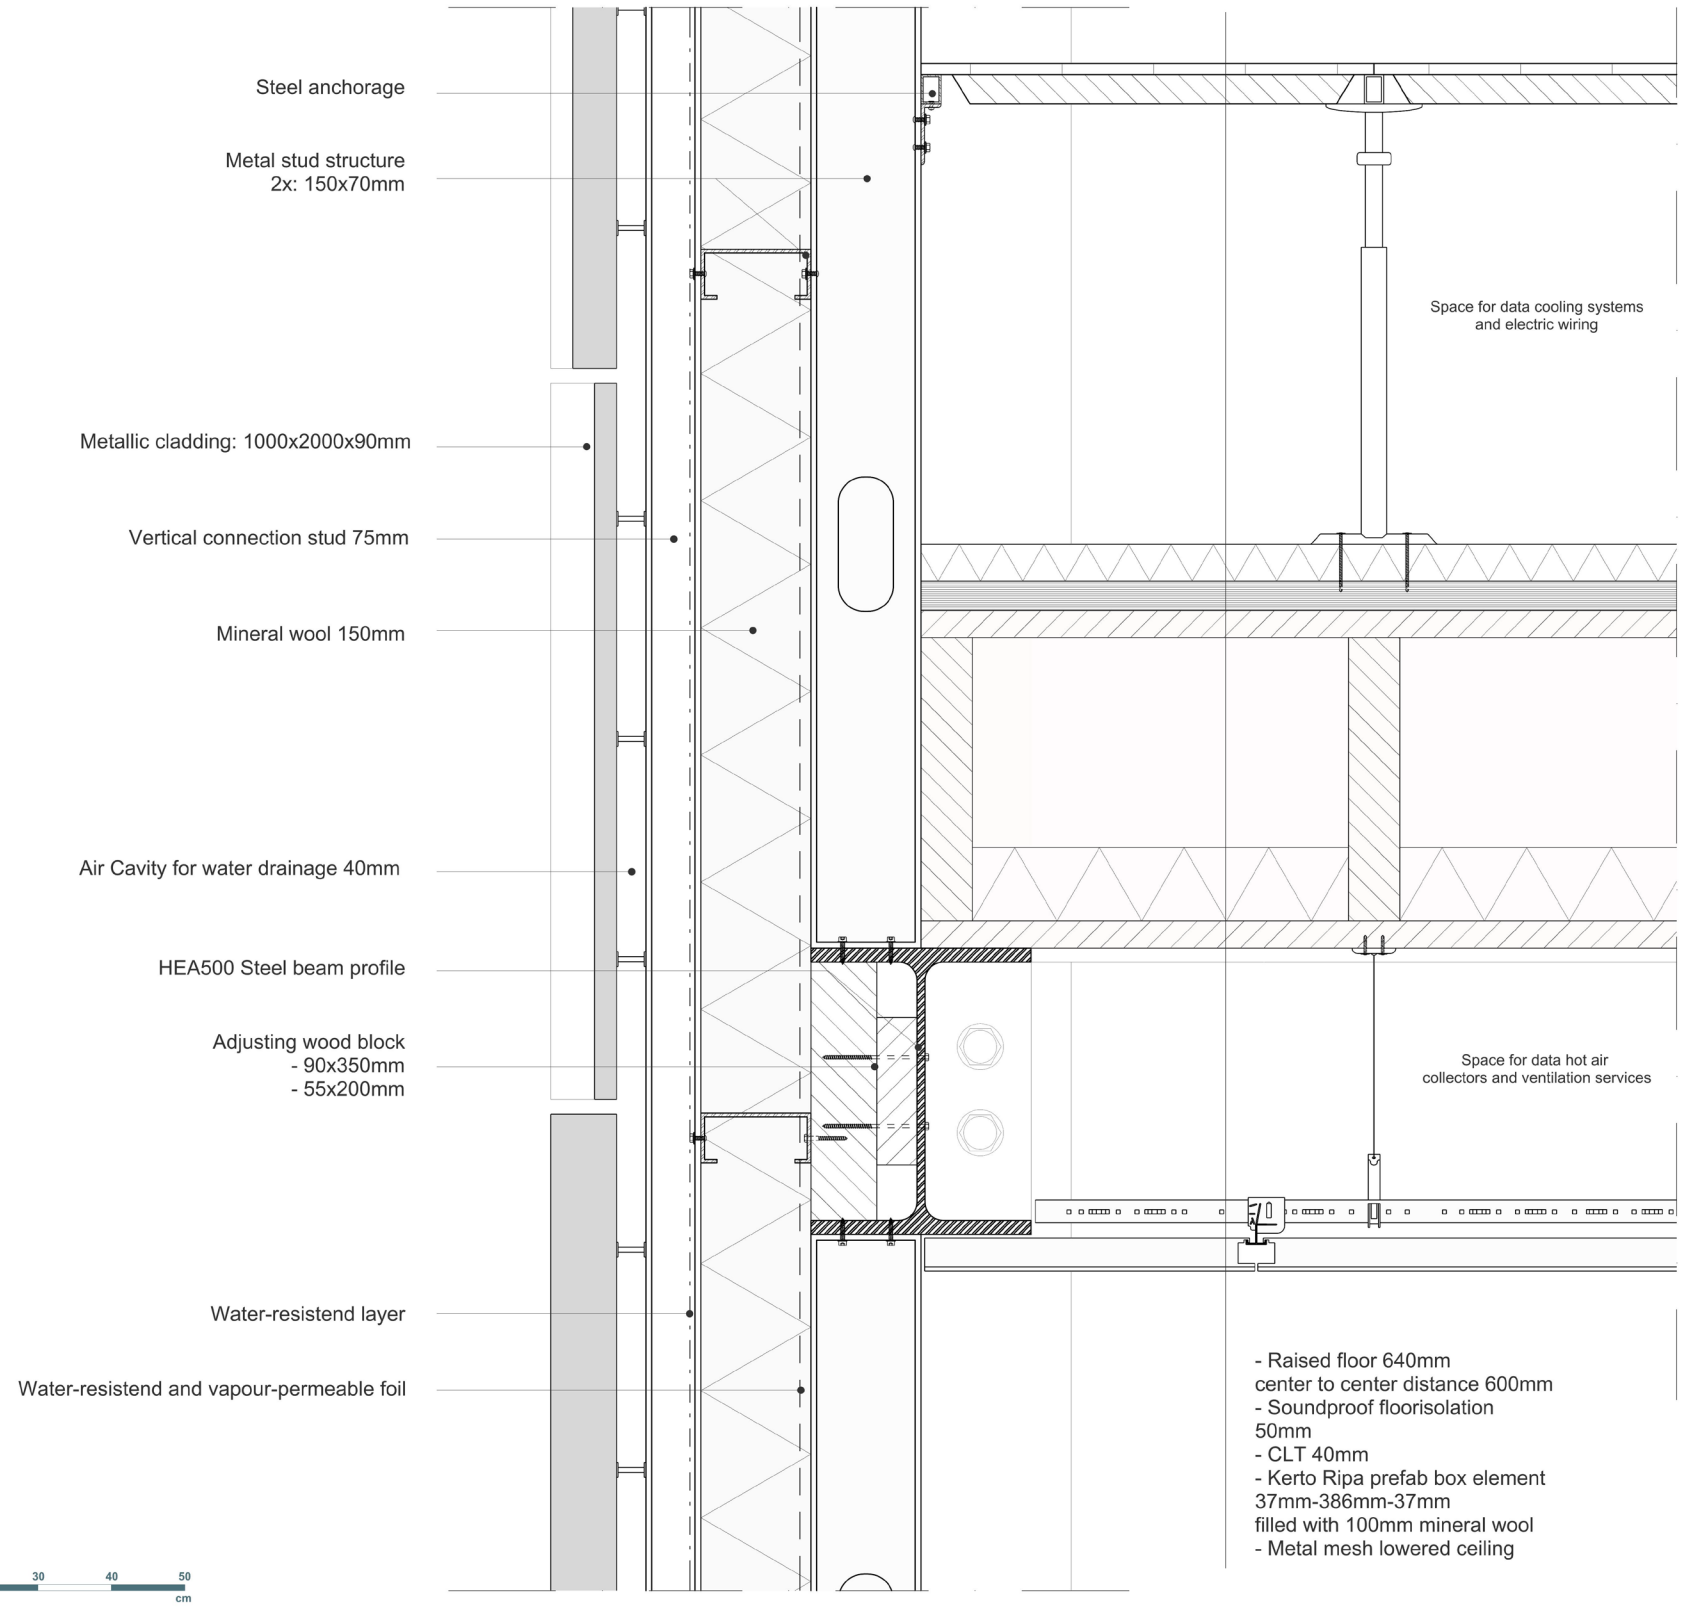 Steel anchorage
Metal stud structure
2x: 150x70mm
Space for data cooling systems
and electric wiring
Metallic cladding: 1000x2000x90mm
Vertical connection stud 75mm
Mineral wool 150mm
Air Cavity for water drainage 40mm
HEA500 Steel beam profile
Adjusting wood block
- 90x350mm
- 55x200mm
Space for data hot air
collectors and ventilation services
Water-resistend layer
Water-resistend and vapour-permeable foil
- Raised floor 640mm
center to center distance 600mm
- Soundproof floorisolation
50mm
- CLT 40mm
- Kerto Ripa prefab box element
37mm-386mm-37mm
filled with 100mm mineral wool
- Metal mesh lowered ceiling
30 40 50
cm